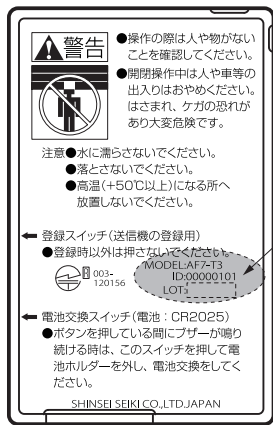 警告
●操作の際は人や物がない
ことを確認してください。
●開閉操作中は人や車等の
出入りはおやめください。
はさまれ、ケガの恐れが
あり大変危険です。
注意●水に濡らさないでください。
●落とさないでください。
●高温(+50℃以上)になる所へ
放置しないでください。
登録スイッチ(送信機の登録用)
●登録時以外は押さないでください。
R 003-
120156
MODEL:AF7-T3
ID:00000101
LOT:
電池交換スイッチ(電池：CR2025)
●ボタンを押している間にブザーが鳴り
続ける時は、このスイッチを押して電
池ホルダーを外し、電池交換をしてく
ださい。
SHINSEI SEIKI CO.,LTD.JAPAN